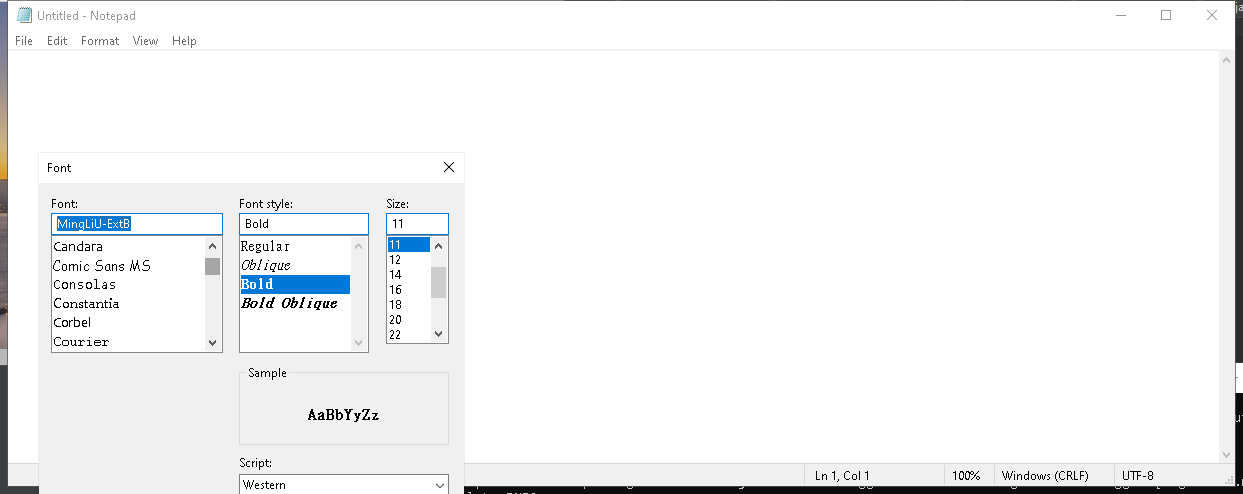 Untitled - Notepad
File Edit Format View Help
Font
Font: Font style: Size:
MingLiU-ExtB Bold 11
Candara Regular 11
Comic Sans MS Oblique 12
Consolas Bold 14
Constantia Bold Oblique 16
Corbel 18
Courier 20
22
Sample
AaBbYyZz
Script:
Western
Ln 1, Col 1 100% Windows (CRLF) UTF-8